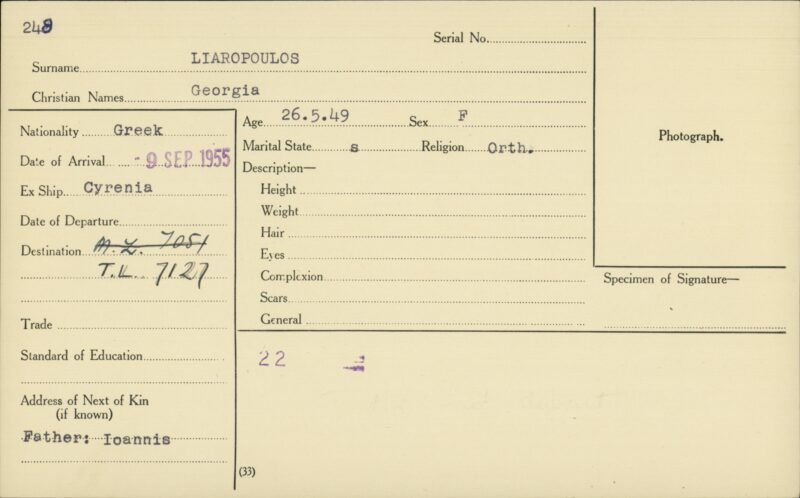 248
Serial No.
Surname LIAROPOULOS
Christian Names Georgia
Nationality Greek
Date of Arrival - 9 SEP 1955
Ex Ship Cyrenia
Date of Departure
Destination M.Z. 7051
T.L. 7127
Trade
Standard of Education
Address of Next of Kin
(if known)
Father: Ioannis
Age 26.5.49 Sex F
Marital State s Religion Orth.
Description—
Height
Weight
Hair
Eyes
Complexion
Scars
General
22
(33)
Photograph.
Specimen of Signature—